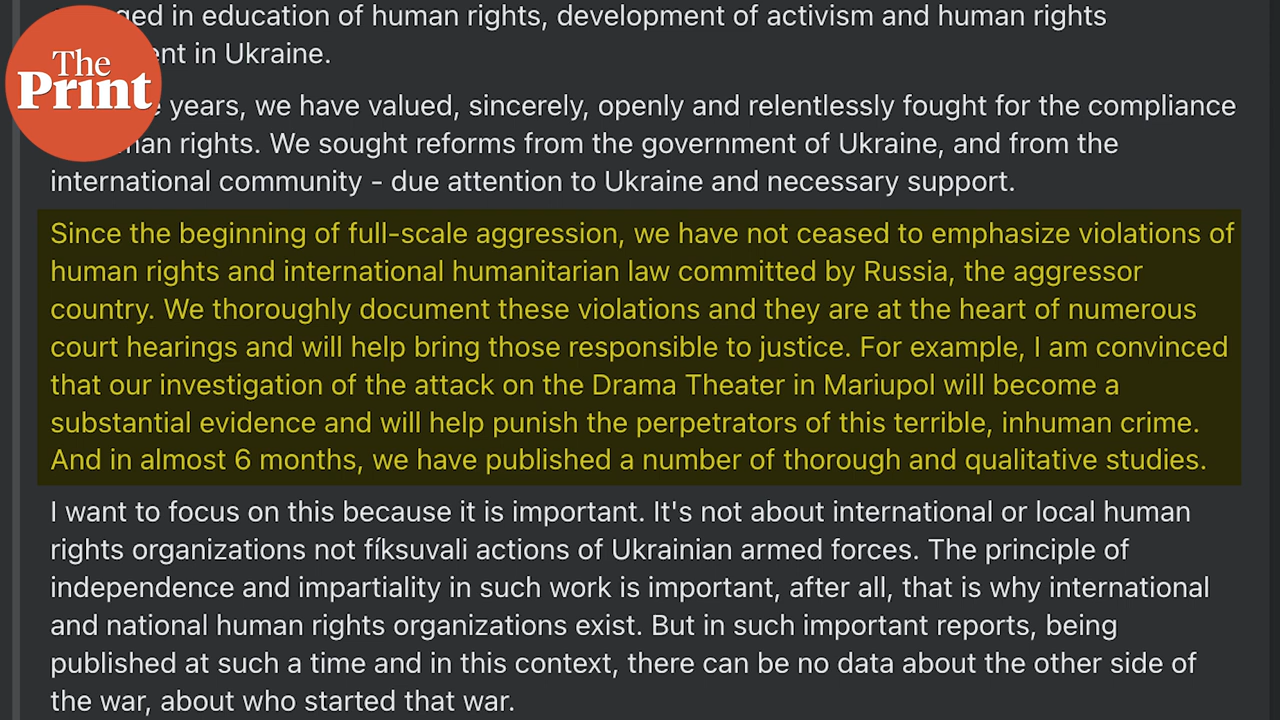 The
Print
ged in education of human rights, development of activism and human rights
ent in Ukraine.
years, we have valued, sincerely, openly and relentlessly fought for the compliance
rights. We sought reforms from the government of Ukraine, and from the
international community - due attention to Ukraine and necessary support.
Since the beginning of full-scale aggression, we have not ceased to emphasize violations of
human rights and international humanitarian law committed by Russia, the aggressor
country. We thoroughly document these violations and they are at the heart of numerous
court hearings and will help bring those responsible to justice. For example, I am convinced
that our investigation of the attack on the Drama Theater in Mariupol will become a
substantial evidence and will help punish the perpetrators of this terrible, inhuman crime.
And in almost 6 months, we have published a number of thorough and qualitative studies.
I want to focus on this because it is important. It's not about international or local human
rights organizations not fíksuvali actions of Ukrainian armed forces. The principle of
independence and impartiality in such work is important, after all, that is why international
and national human rights organizations exist. But in such important reports, being
published at such a time and in this context, there can be no data about the other side of
the war, about who started that war.